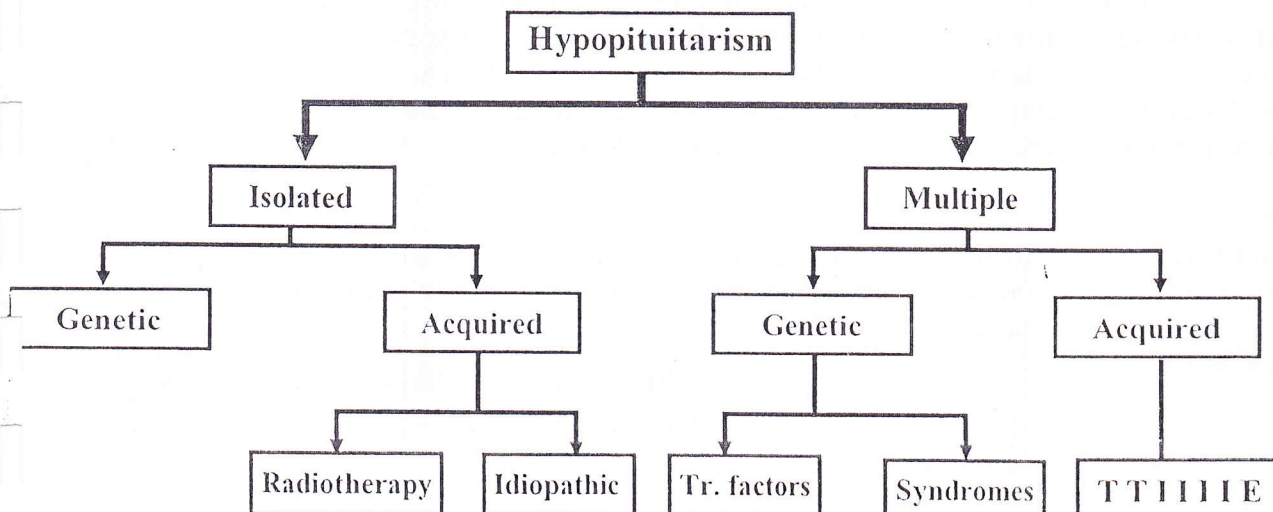 Hypopituitarism
Isolated
Multiple
Genetic
Acquired
Genetic
Acquired
Radiotherapy
Idiopathic
Tr. factors
Syndromes
T T I I I I E